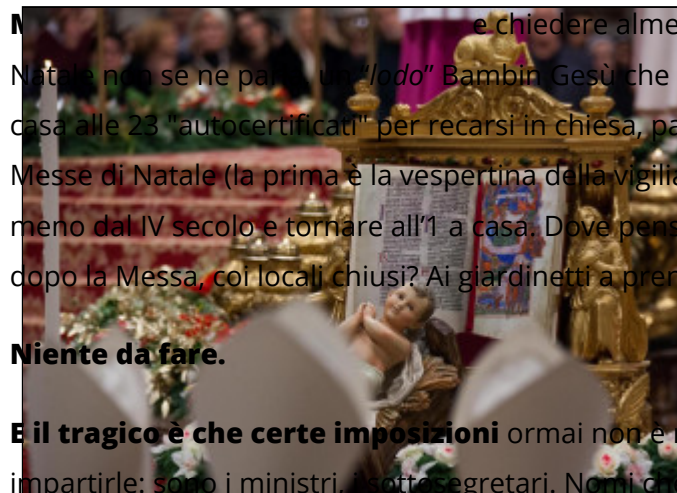 e chiedere alme
Natale non se ne parla, un "lodo" Bambin Gesù che
casa alle 23 "autocertificati" per recarsi in chiesa, pa
Messe di Natale (la prima è la vespertina della vigilia
meno dal IV secolo e tornare all'1 a casa. Dove pens
dopo la Messa, coi locali chiusi? Ai giardinetti a pren
Niente da fare.
E il tragico è che certe imposizioni ormai non è
impartirle: sono i ministri, i sottosegretari. Nomi che